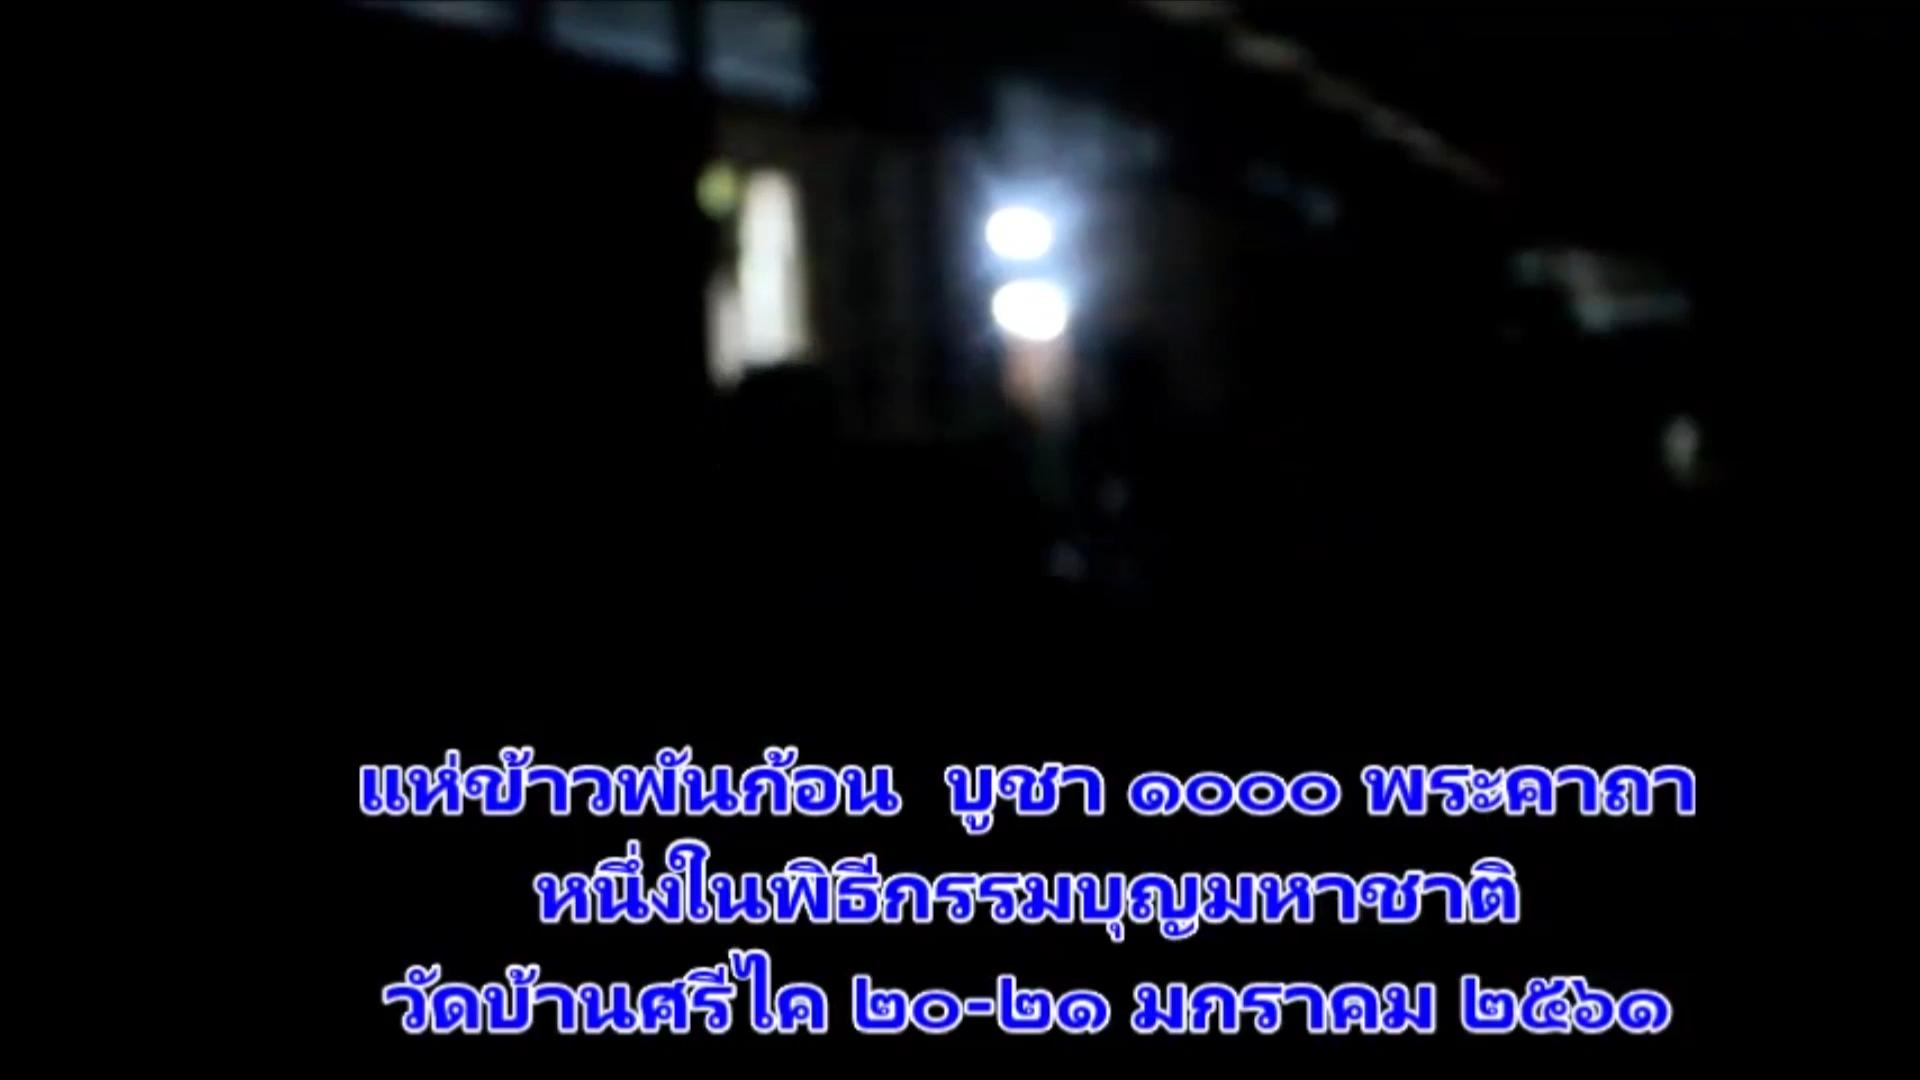 แห่ข้าวพันก้อน บูชา ๑๐๐๐ พระคาถา
หนึ่งในพิธีกรรมบุญมหาชาติ
วัดบ้านศรีไค ๒๐-๒๑ มกราคม ๒๕๖๑